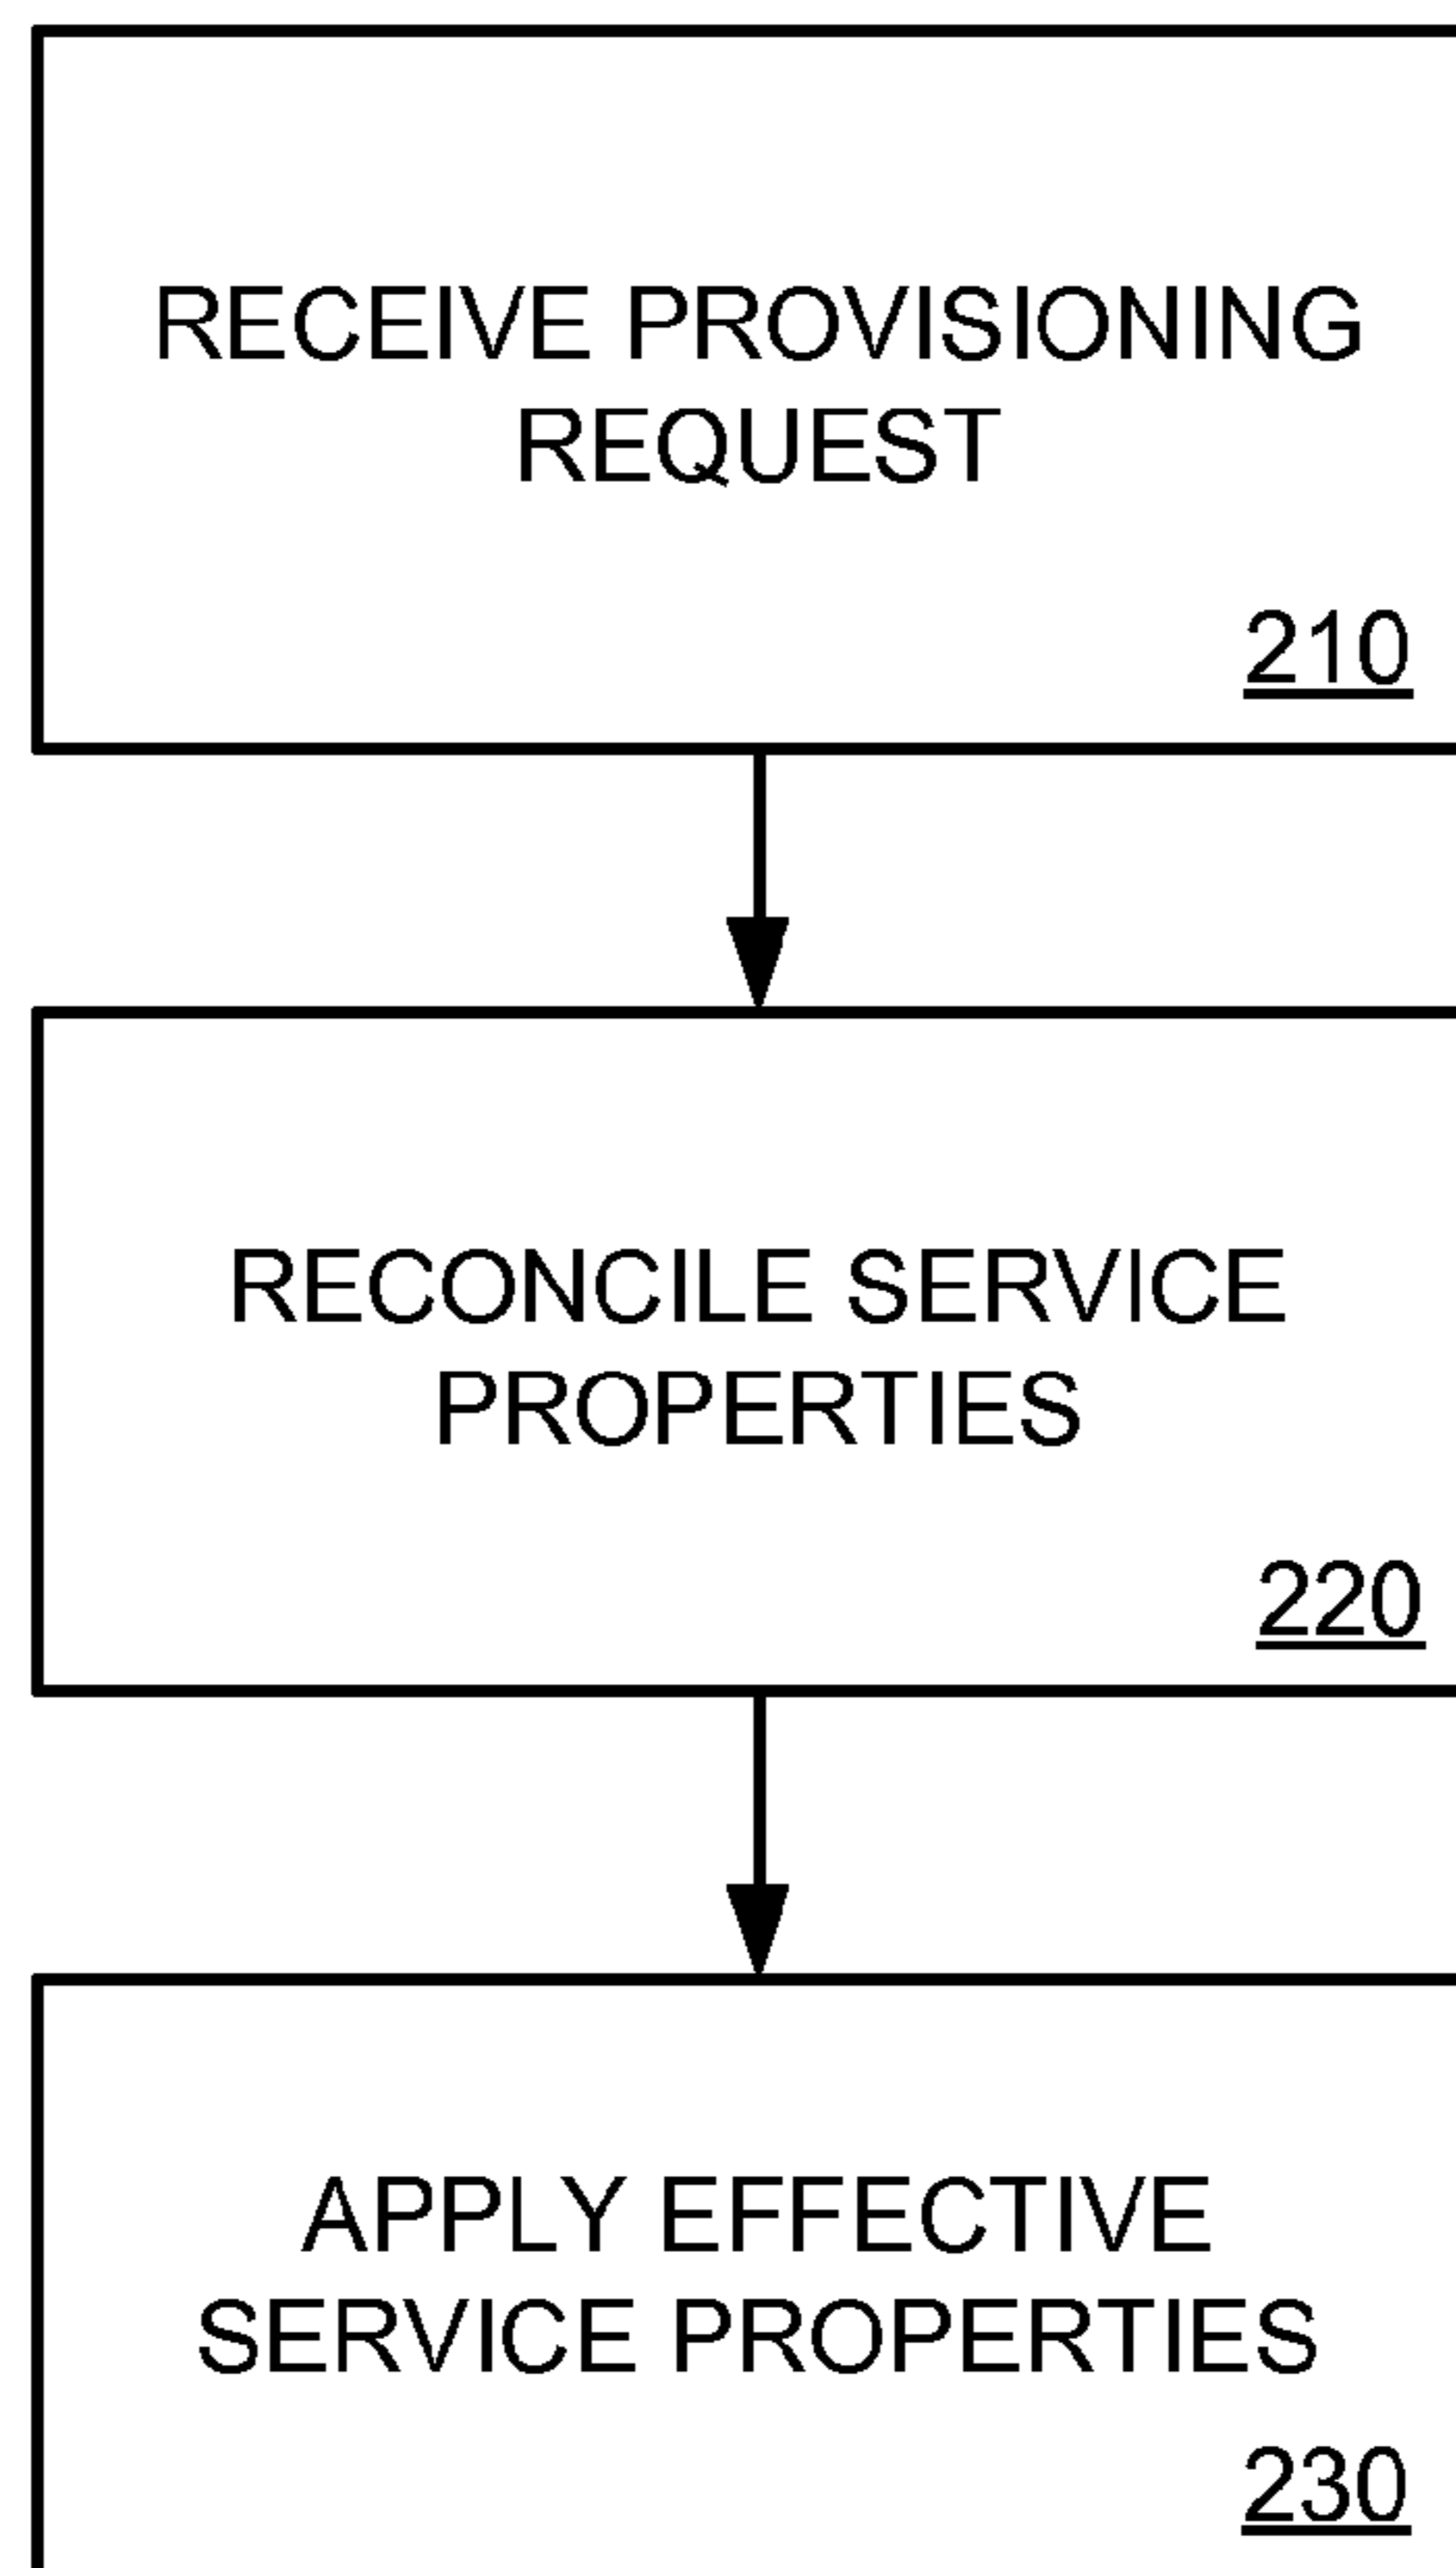 RECEIVE PROVISIONING
REQUEST
210
RECONCILE SERVICE
PROPERTIES
220
APPLY EFFECTIVE
SERVICE PROPERTIES
230